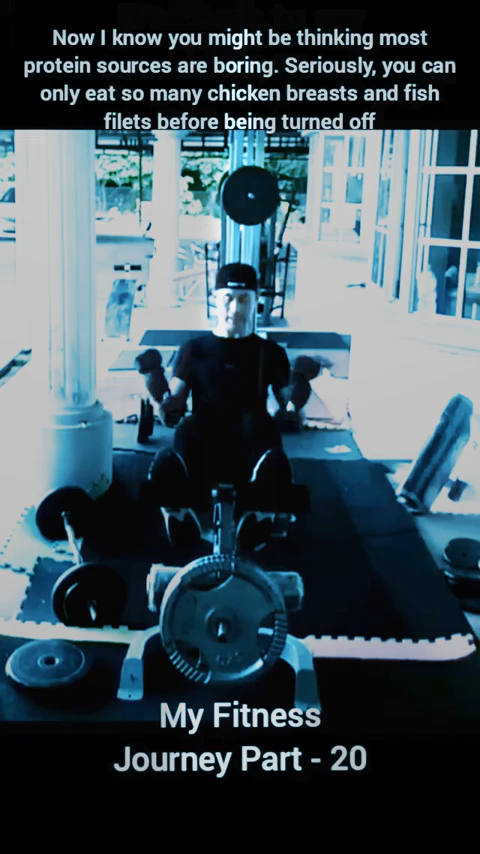 Now I know you might be thinking most
protein sources are boring. Seriously, you can
only eat so many chicken breasts and fish
filets before being turned off
My Fitness
Journey Part - 20